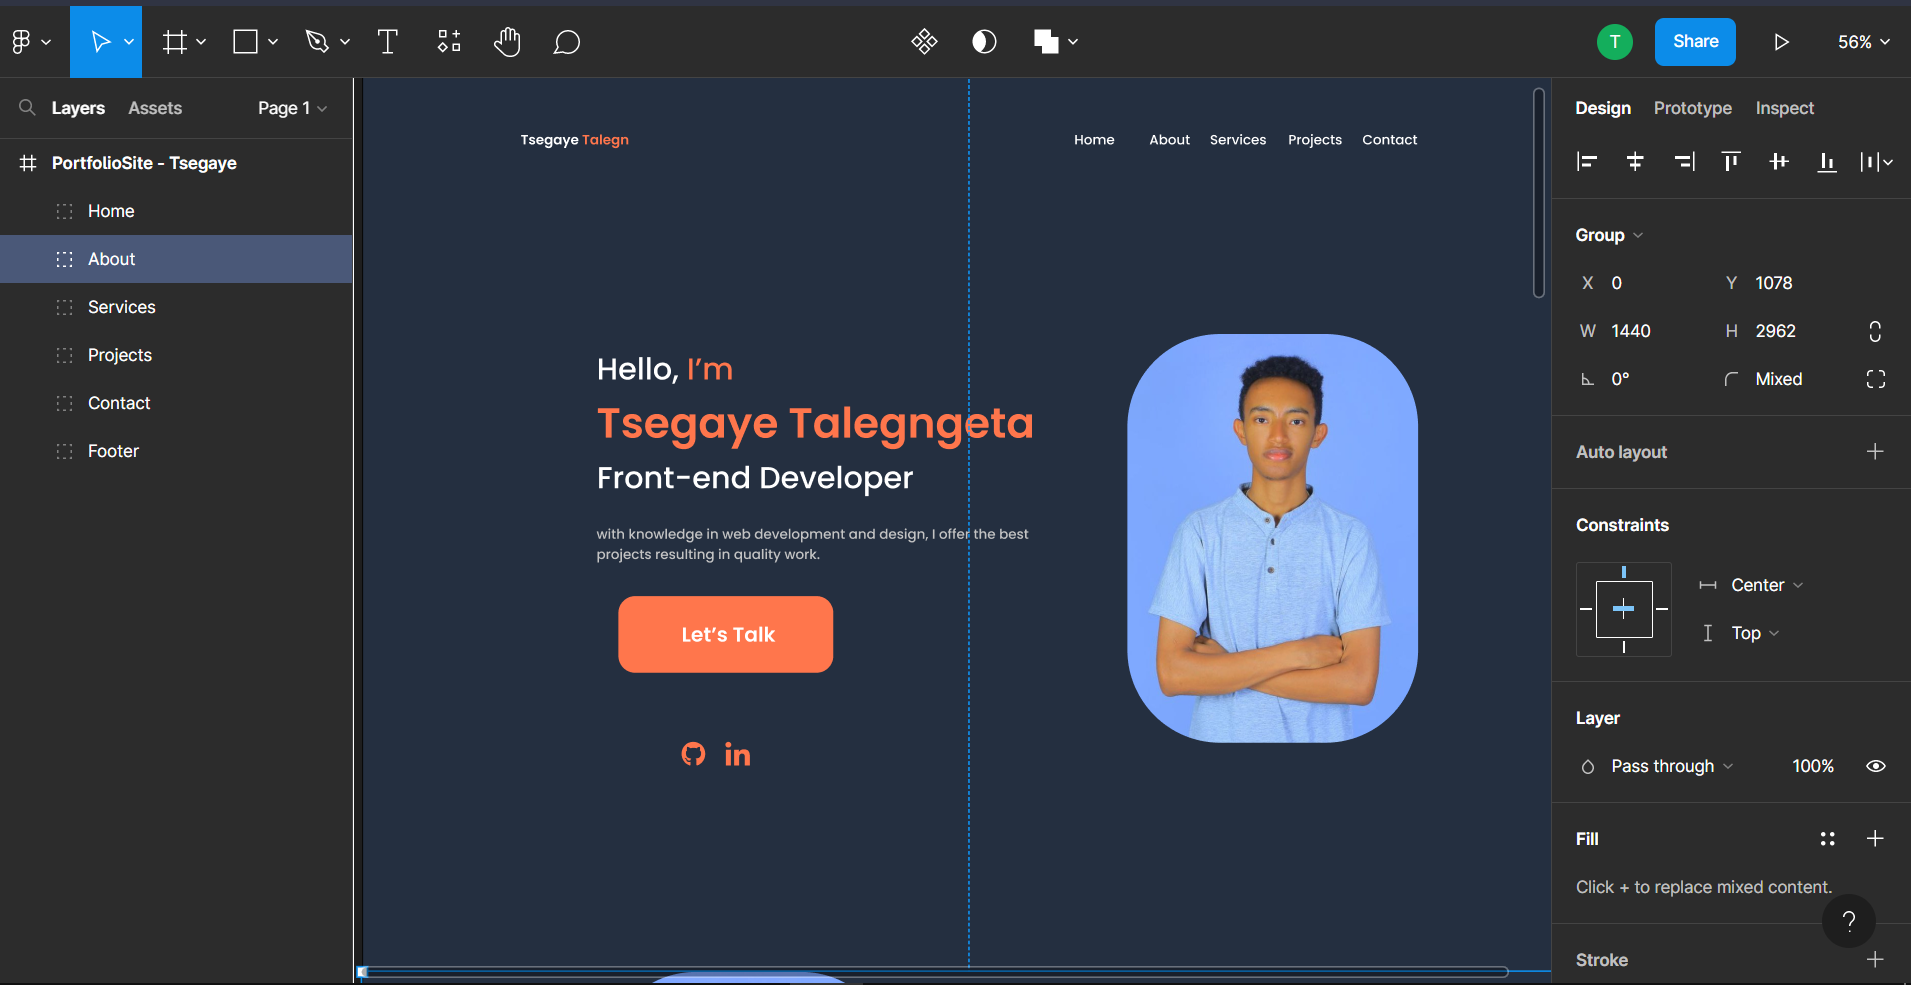 T
Share
56%
Layers
Assets
Page 1
PortfolioSite - Tsegaye
Home
About
Services
Projects
Contact
Footer
Tsegaye Talegn
Home
About
Services
Projects
Contact
Hello, I’m
Tsegaye Talegngeta
Front-end Developer
with knowledge in web development and design, I offer the best
projects resulting in quality work.
Let’s Talk
in
Design
Prototype
Inspect
Group
X 0
Y 1078
W 1440
H 2962
0°
Mixed
Auto layout
Constraints
Center
Top
Layer
Pass through
100%
Fill
Click + to replace mixed content.
?
Stroke